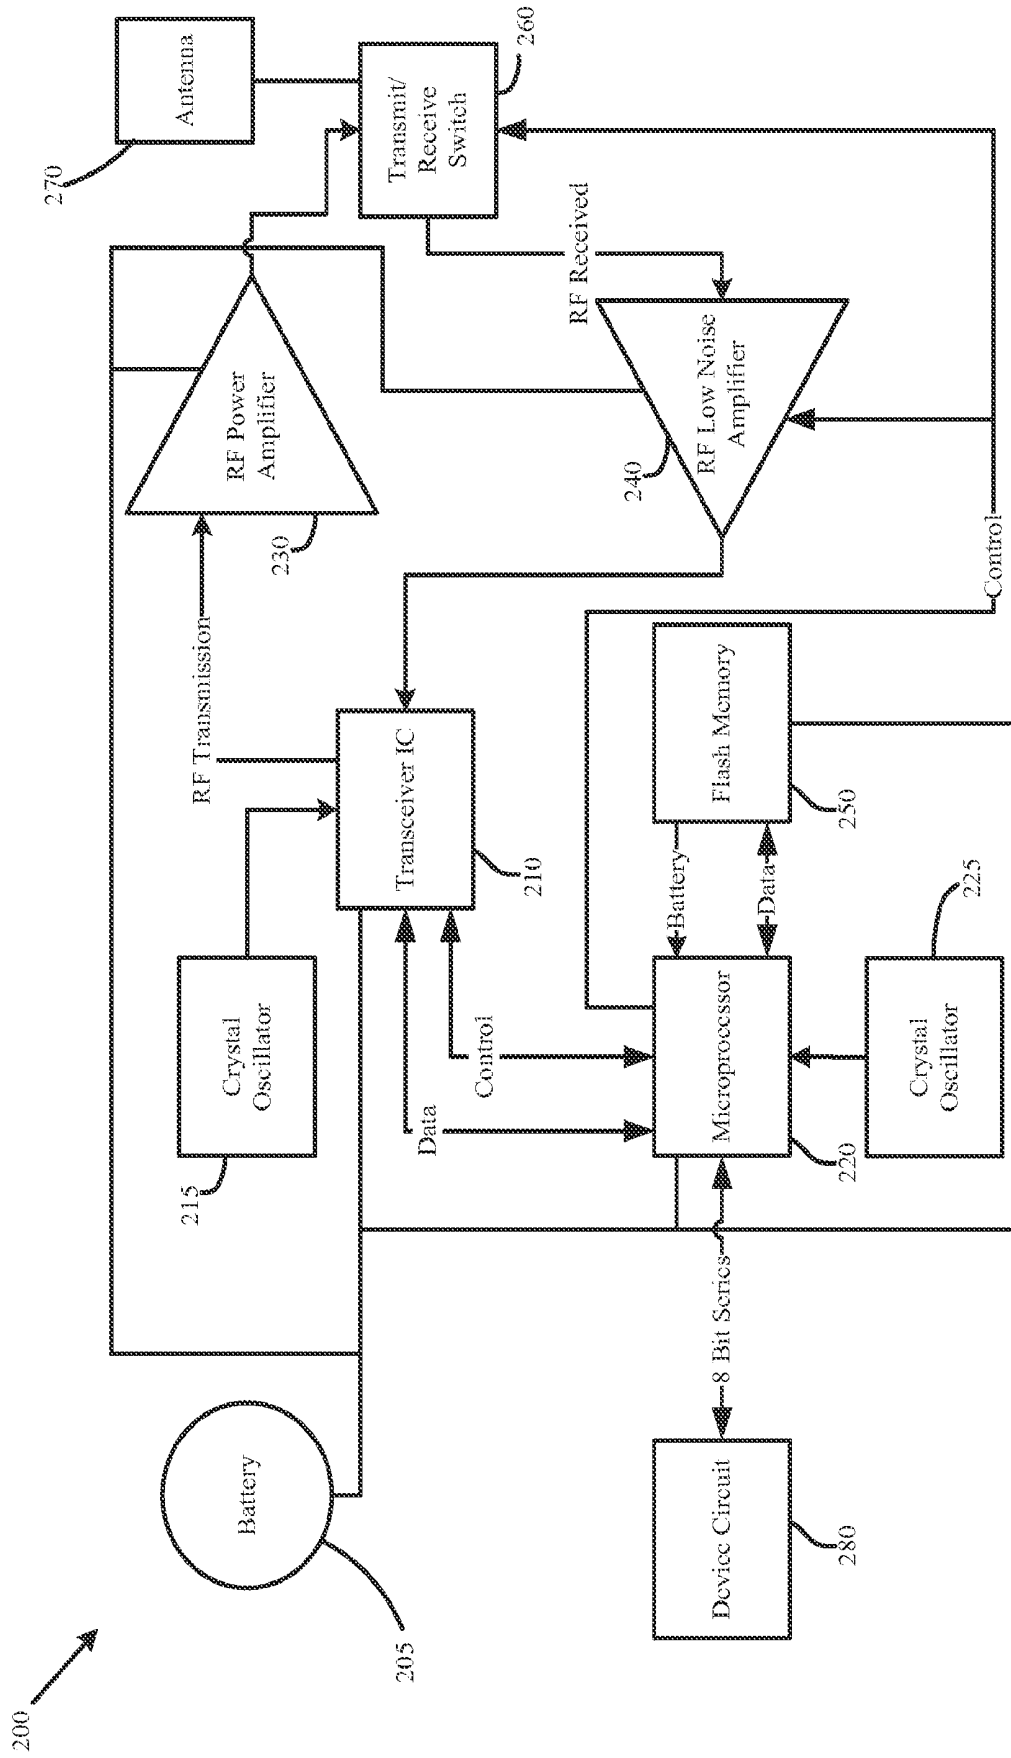 200
Battery
205
Crystal
Oscillator
215
RF Transmission
RF Power
Amplifier
230
Antenna
270
Transceiver IC
210
Transmit/
Receive
Switch
260
Data
Control
RF Received
RF Low Noise
Amplifier
240
Device Circuit
280
8 Bit Series
Microprocessor
220
Battery
Data
Flash Memory
250
Crystal
Oscillator
225
Control